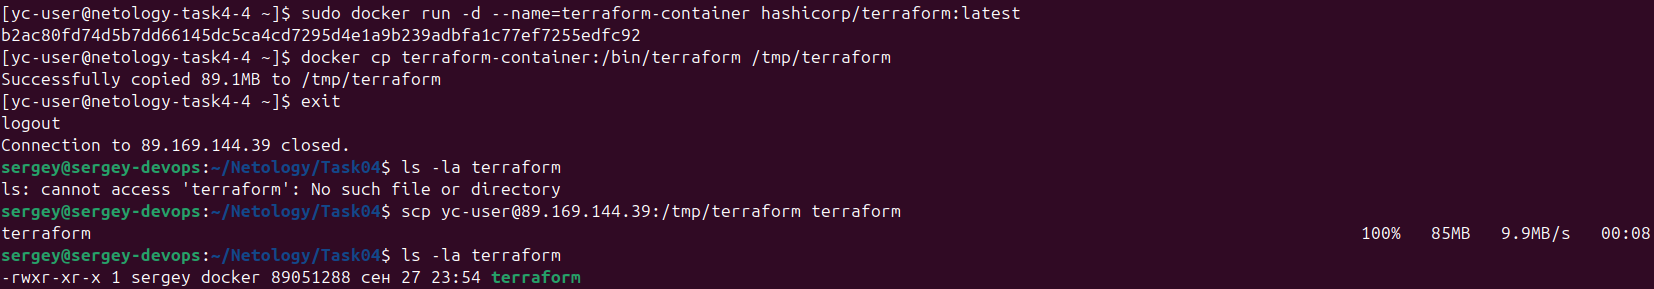 [yc-user@netology-task4-4 ~]$ sudo docker run -d --name=terraform-container hashicorp/terraform:latest
b2ac80fd74d5b7dd66145dc5ca4cd7295d4e1a9b239adbfa1c77ef7255edfc92
[yc-user@netology-task4-4 ~]$ docker cp terraform-container:/bin/terraform /tmp/terraform
Successfully copied 89.1MB to /tmp/terraform
[yc-user@netology-task4-4 ~]$ exit
logout
Connection to 89.169.144.39 closed.
sergey@sergey-devops:~/Netology/Task04$ ls -la terraform
ls: cannot access 'terraform': No such file or directory
sergey@sergey-devops:~/Netology/Task04$ scp yc-user@89.169.144.39:/tmp/terraform terraform
terraform 100% 85MB 9.9MB/s 00:08
sergey@sergey-devops:~/Netology/Task04$ ls -la terraform
-rwxr-xr-x 1 sergey docker 89051288 сен 27 23:54 terraform